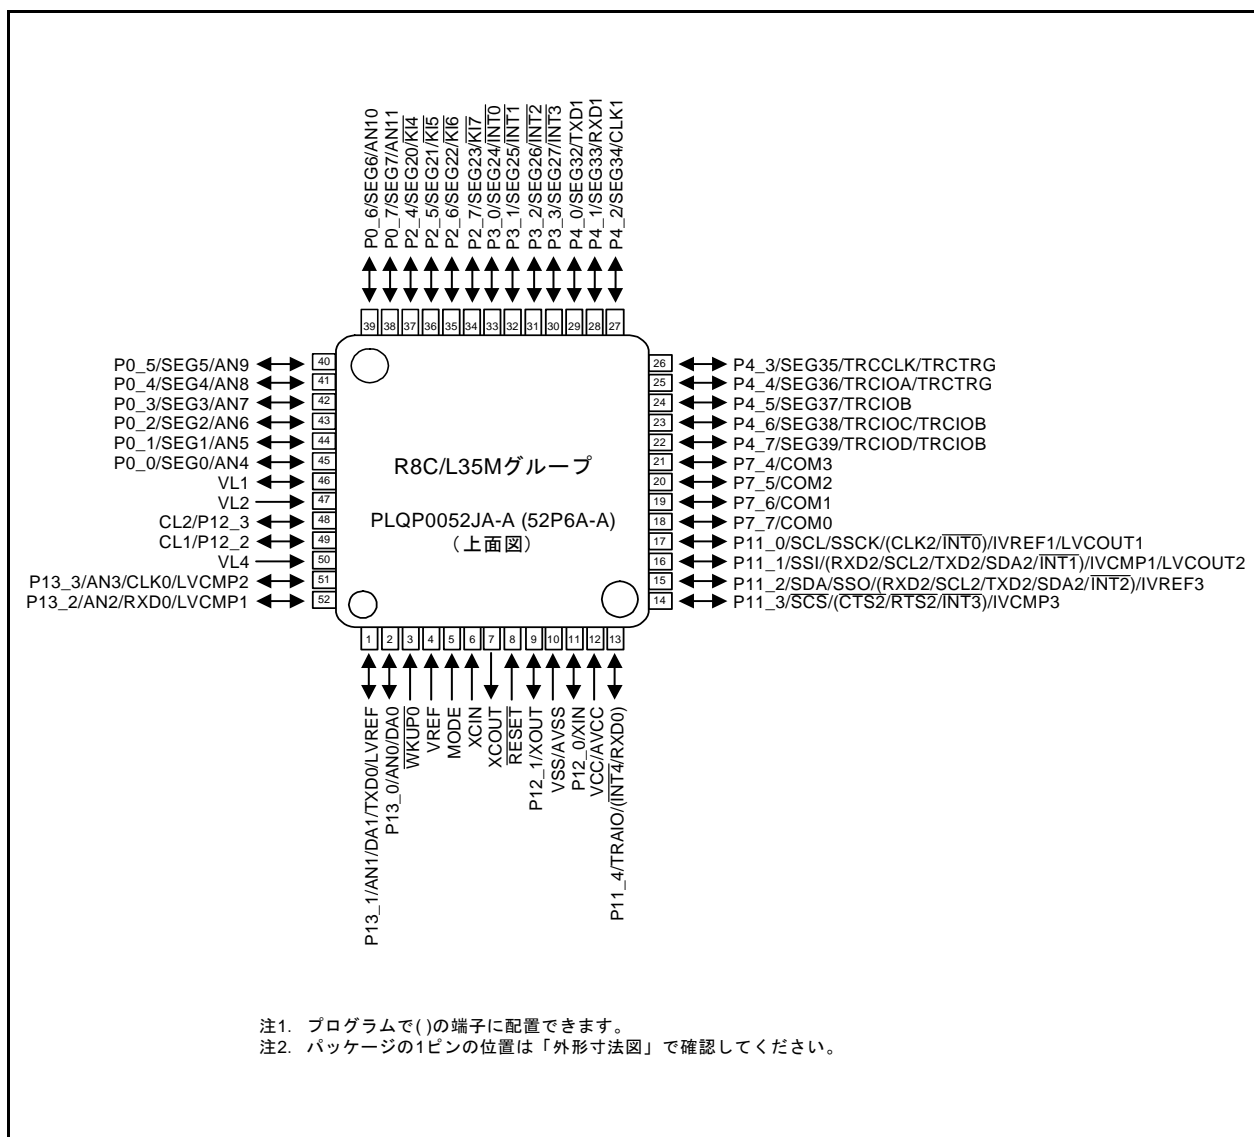 P0_6/SEG6/AN10
P0_7/SEG7/AN11
P2_4/SEG20/KI4
P2_5/SEG21/KI5
P2_6/SEG22/KI6
P2_7/SEG23/KI7
P3_0/SEG24/INT0
P3_1/SEG25/INT1
P3_2/SEG26/INT2
P3_3/SEG27/INT3
P4_0/SEG32/TXD1
P4_1/SEG33/RXD1
P4_2/SEG34/CLK1
39 38 37 36 35 34 33 32 31 30 29 28 27
P0_5/SEG5/AN9 40
P0_4/SEG4/AN8 41
P0_3/SEG3/AN7 42
P0_2/SEG2/AN6 43
P0_1/SEG1/AN5 44
P0_0/SEG0/AN4 45
VL1 46
VL2 47
CL2/P12_3 48
CL1/P12_2 49
VL4 50
P13_3/AN3/CLK0/LVCMP2 51
P13_2/AN2/RXD0/LVCMP1 52
R8C/L35Mグループ
PLQP0052JA-A (52P6A-A)
(上面図)
26 P4_3/SEG35/TRCCLK/TRCTRG
25 P4_4/SEG36/TRCIOA/TRCTRG
24 P4_5/SEG37/TRCIOB
23 P4_6/SEG38/TRCIOC/TRCIOB
22 P4_7/SEG39/TRCIOD/TRCIOB
21 P7_4/COM3
20 P7_5/COM2
19 P7_6/COM1
18 P7_7/COM0
17 P11_0/SCL/SSCK/(CLK2/INT0)/IVREF1/LVCOUT1
16 P11_1/SSI/(RXD2/SCL2/TXD2/SDA2/INT1)/IVCMP1/LVCOUT2
15 P11_2/SDA/SSO/(RXD2/SCL2/TXD2/SDA2/INT2)/IVREF3
14 P11_3/SCS/(CTS2/RTS2/INT3)/IVCMP3
1 2 3 4 5 6 7 8 9 10 11 12 13
P13_1/AN1/DA1/TXD0/LVREF
P13_0/AN0/DA0
WKUP0
VREF
MODE
XCIN
XCOUT
RESET
P12_1/XOUT
VSS/AVSS
P12_0/XIN
VCC/AVCC
P11_4/TRAIO/(INT4/RXD0)
注1. プログラムで( )の端子に配置できます。
注2. パッケージの1ピンの位置は「外形寸法図」で確認してください。